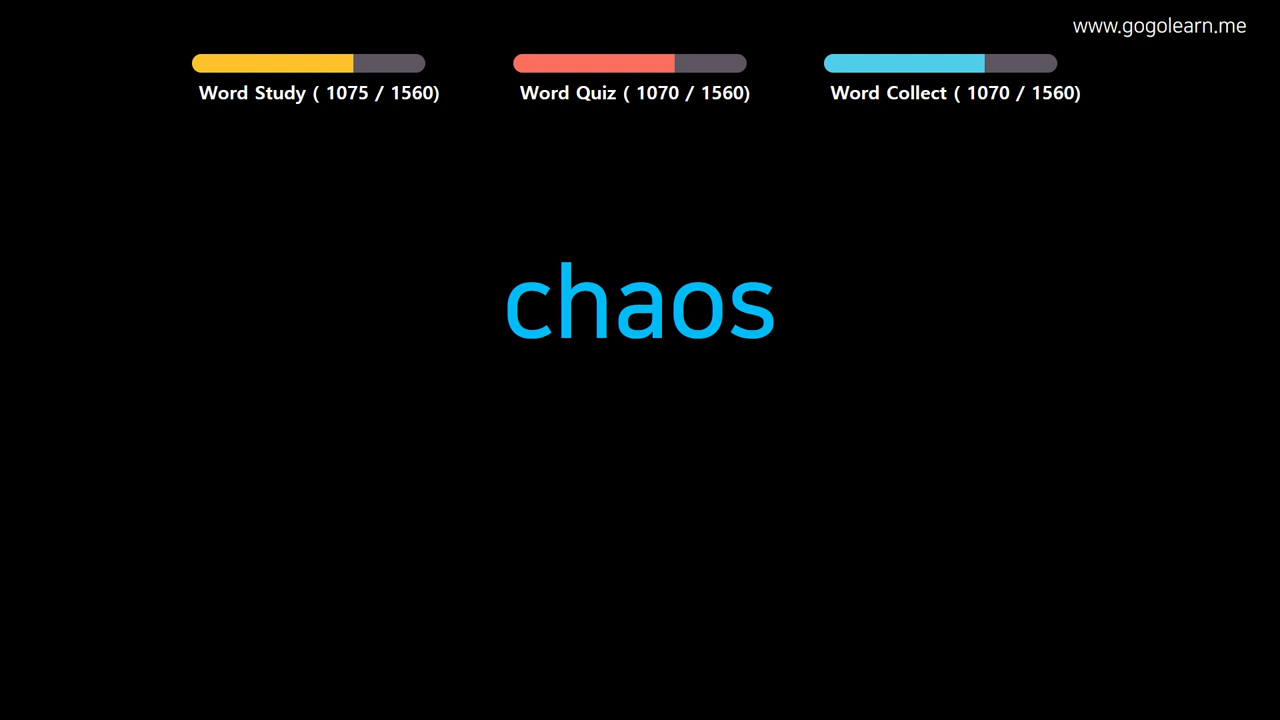 www.gogolearn.me
Word Study ( 1075 / 1560)
Word Quiz ( 1070 / 1560)
Word Collect ( 1070 / 1560)
chaos